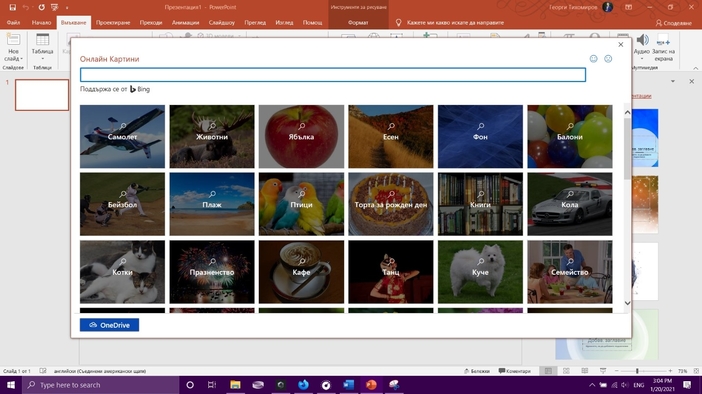 Презентация1 - PowerPoint
Инструменти за рисуване
Георги Тихомиров
Файл Начало Вмъкване Проектиране Преходи Анимации Слайдшоу Преглед Изглед Помощ Формат Кажете ми какво искате да направите Споделяне
Нов слайд
Таблица
Аудио
Запис на екрана
Слайдове
Таблици
Онлайн Картини
Поддържа се от Bing
Самолет Животни Ябълка Есен Фон Балони
Бейзбол Плаж Птици Торта за рожден ден Книги Кола
Котки Празненство Кафе Танц Куче Семейство
OneDrive
1
Слайд 1 от 1 английски (Съединени американски щати) Бележки Коментари 73%
Type here to search
ENG
3:04 PM
1/20/2021